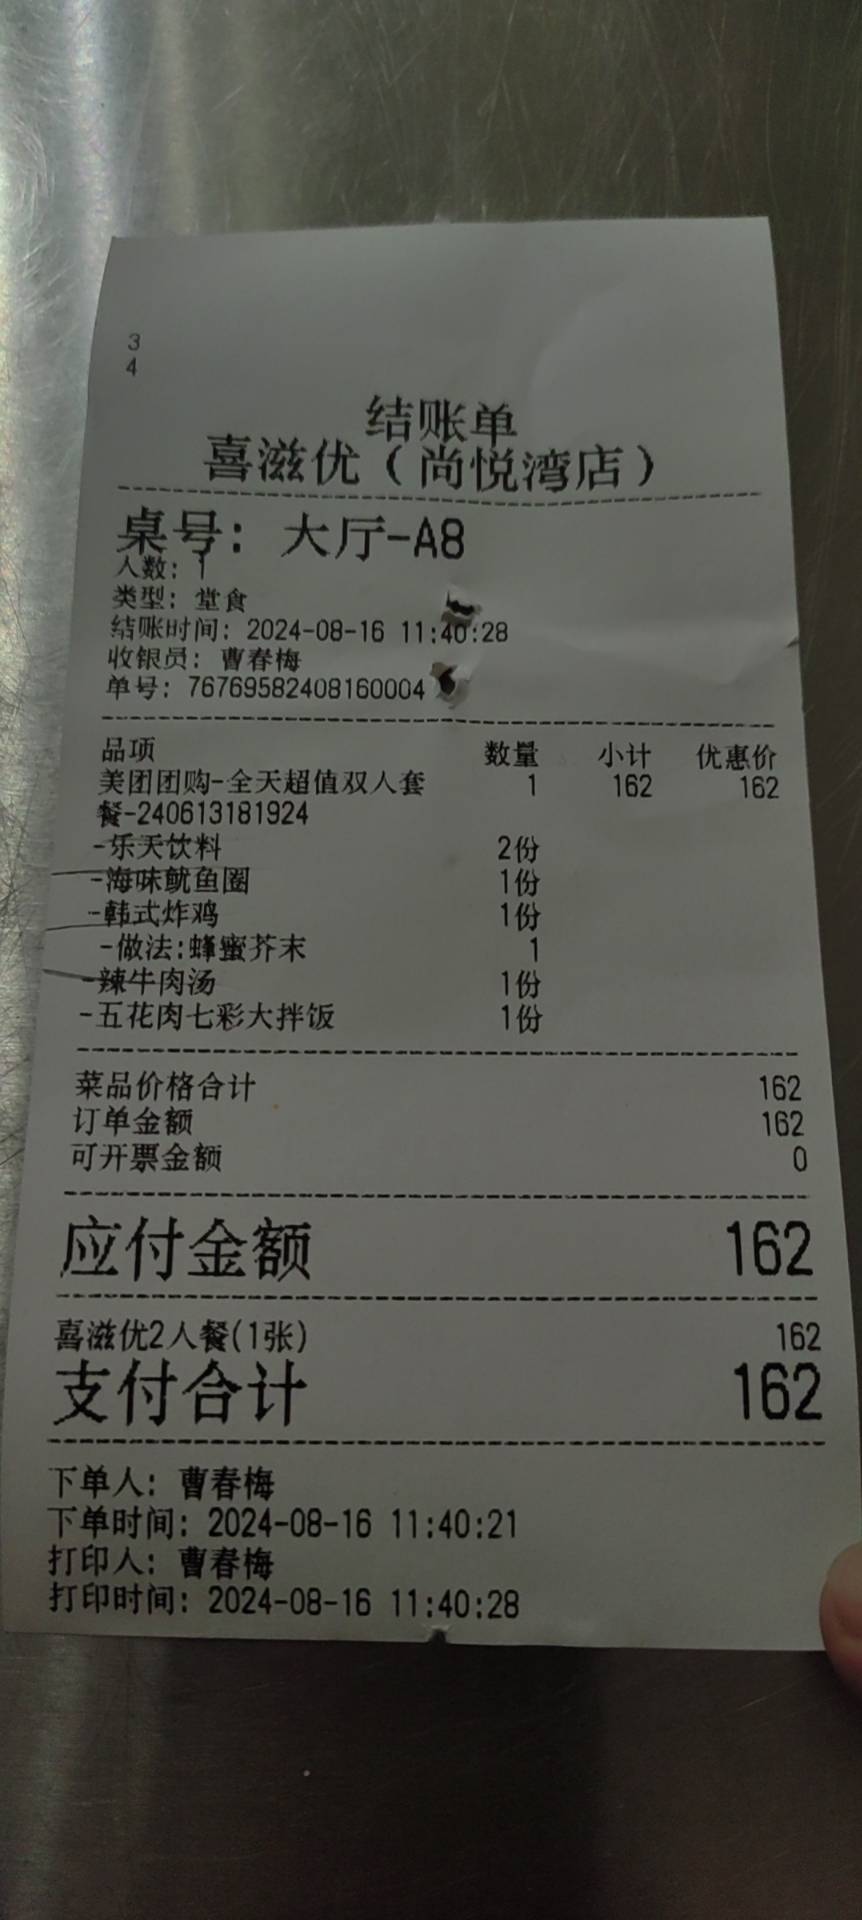 3
4
结账单
喜滋优（尚悦湾店）
桌号: 大厅-A8
人数: 1
类型: 堂食
结账时间: 2024-08-16 11:40:28
收银员: 曹春梅
单号: 767695822408160004
品项 数量 小计 优惠价
美团团购-全天超值双人套 1 162 162
餐-240613181924
-乐天饮料 2份
-海味鱿鱼圈 1份
-韩式炸鸡 1份
-做法:蜂蜜芥末 1
-辣牛肉汤 1份
-五花肉七彩大拌饭 1份
菜品价格合计 162
订单金额 162
可开票金额 0
应付金额 162
喜滋优2人餐(1张) 162
支付合计 162
下单人: 曹春梅
下单时间: 2024-08-16 11:40:21
打印人: 曹春梅
打印时间: 2024-08-16 11:40:28